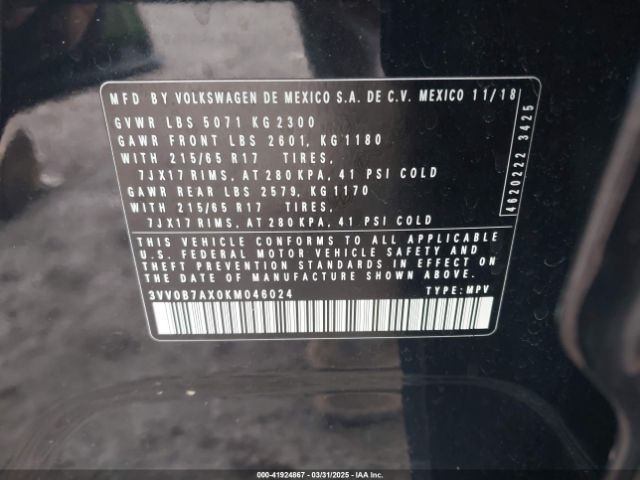 MFD BY VOLKSWAGEN DE MEXICO S.A. DE C.V. MEXICO 11/18
GVWR LBS 5071 KG 2300
GAWR FRONT LBS 2601, KG 1180
WITH 215/65 R17 TIRES,
7JX17 RIMS, AT 280 KPA, 41 PSI COLD
GAWR REAR LBS 2579, KG 1170
WITH 215/65 R17 TIRES,
7JX17 RIMS, AT 280 KPA, 41 PSI COLD
THIS VEHICLE CONFORMS TO ALL APPLICABLE
U.S. FEDERAL MOTOR VEHICLE SAFETY AND
THEFT PREVENTION STANDARDS IN EFFECT ON
THE DATE OF MANUFACTURE SHOWN ABOVE.
3VV0B7AX0KM046024 TYPE: MPV
4620222 3425
000-41924867 - 03/31/2025 - IAA Inc.